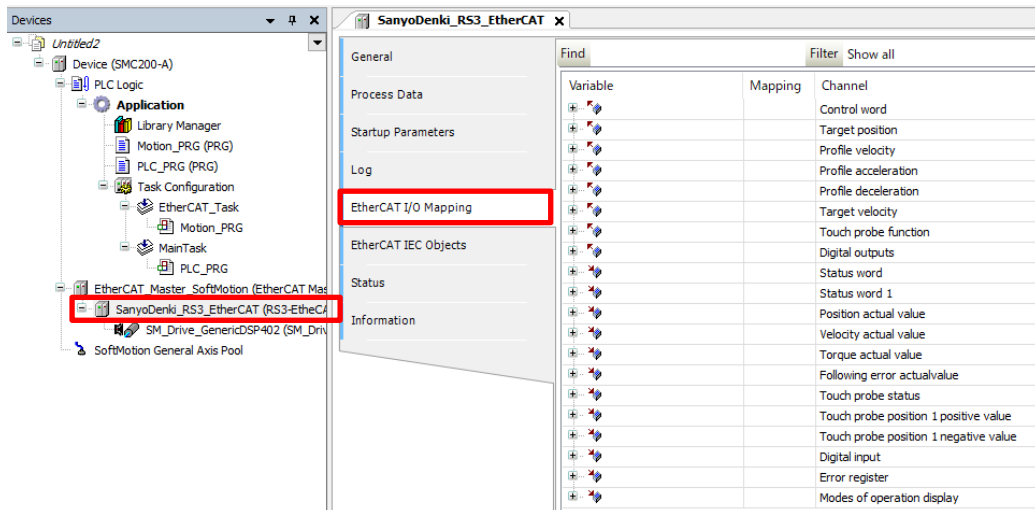 Devices
Untitled2
Device (SMC200-A)
PLC Logic
Application
Library Manager
Motion_PRG (PRG)
PLC_PRG (PRG)
Task Configuration
EtherCAT_Task
Motion_PRG
MainTask
PLC_PRG
EtherCAT_Master_SoftMotion (EtherCAT Mas
SanyoDenki_RS3_EtherCAT (RS3-EtheCA
SM_Drive_GenericDSP402 (SM_Driv
SoftMotion General Axis Pool
SanyoDenki_RS3_EtherCAT
General
Process Data
Startup Parameters
Log
EtherCAT I/O Mapping
EtherCAT IEC Objects
Status
Information
Find Filter Show all
Variable Mapping Channel
Control word
Target position
Profile velocity
Profile acceleration
Profile deceleration
Target velocity
Touch probe function
Digital outputs
Status word
Status word 1
Position actual value
Velocity actual value
Torque actual value
Following error actualvalue
Touch probe status
Touch probe position 1 positive value
Touch probe position 1 negative value
Digital input
Error register
Modes of operation display